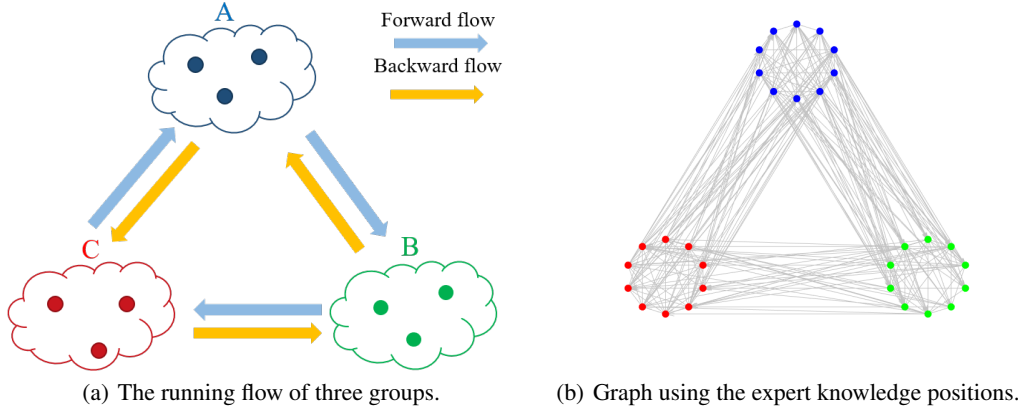 A
Forward flow
Backward flow
C
B
(a) The running flow of three groups.
(b) Graph using the expert knowledge positions.